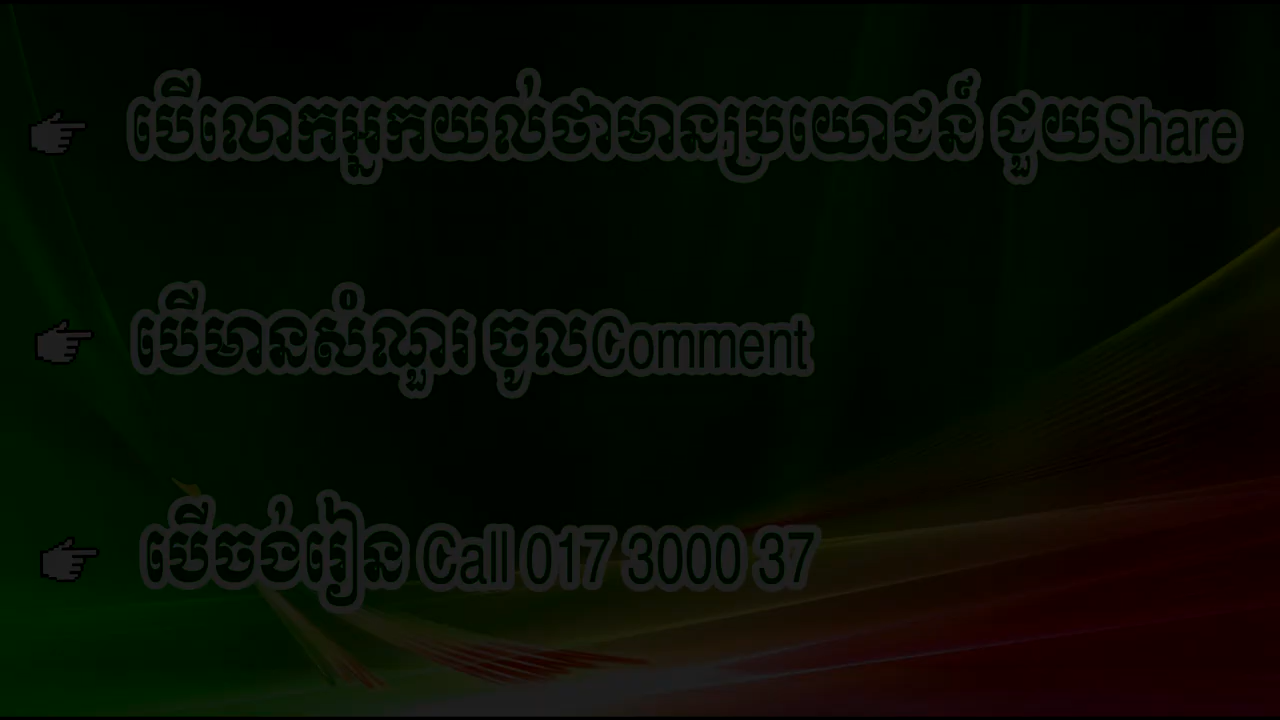 បើលោកអ្នកយល់ថាមានប្រយោជន៍ ជួយShare
បើមានសំណួរ ចូលComment
បើចង់រៀន Call 017 3000 37